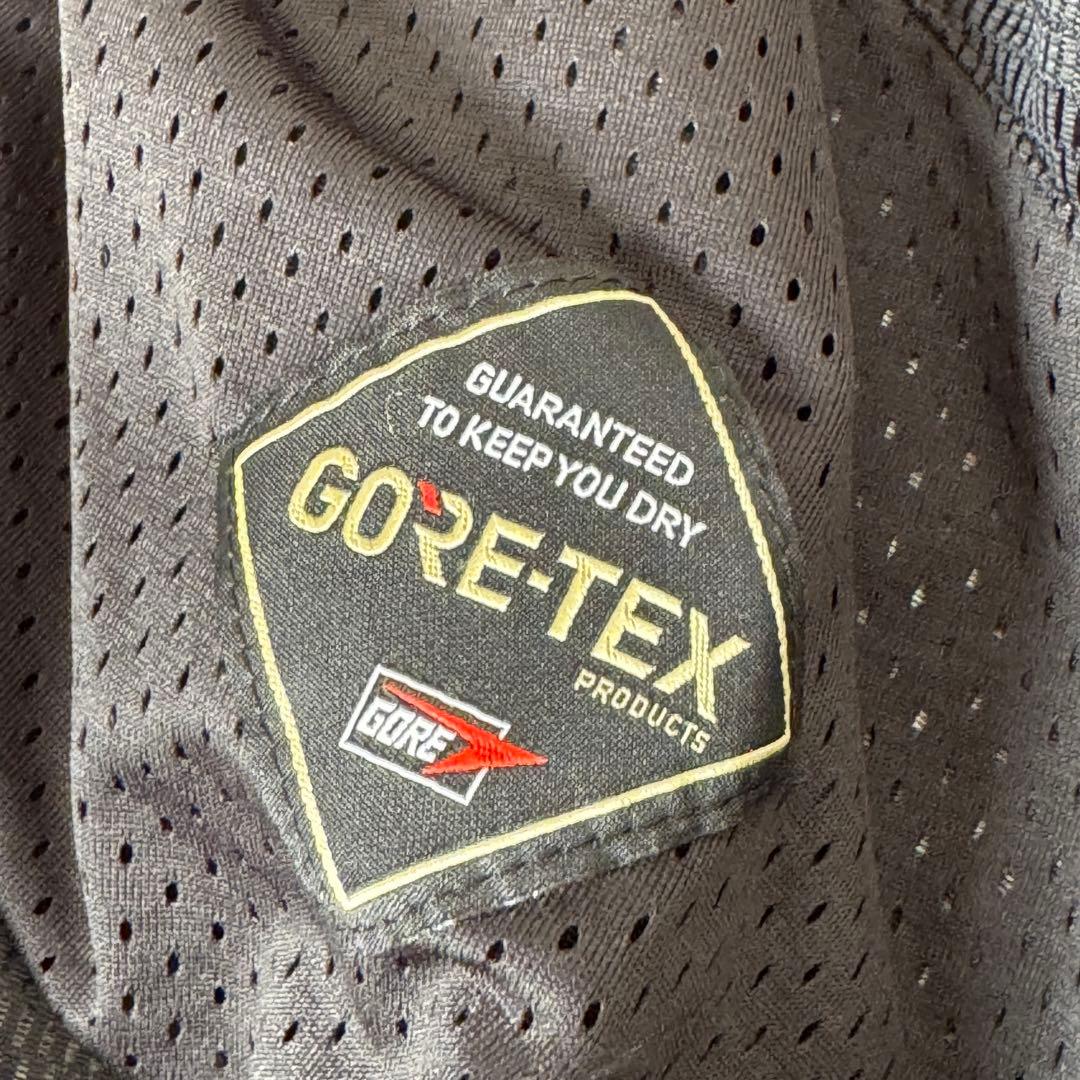 GUARANTEED
TO KEEP YOU DRY
GORE-TEX
PRODUCTS
GORE